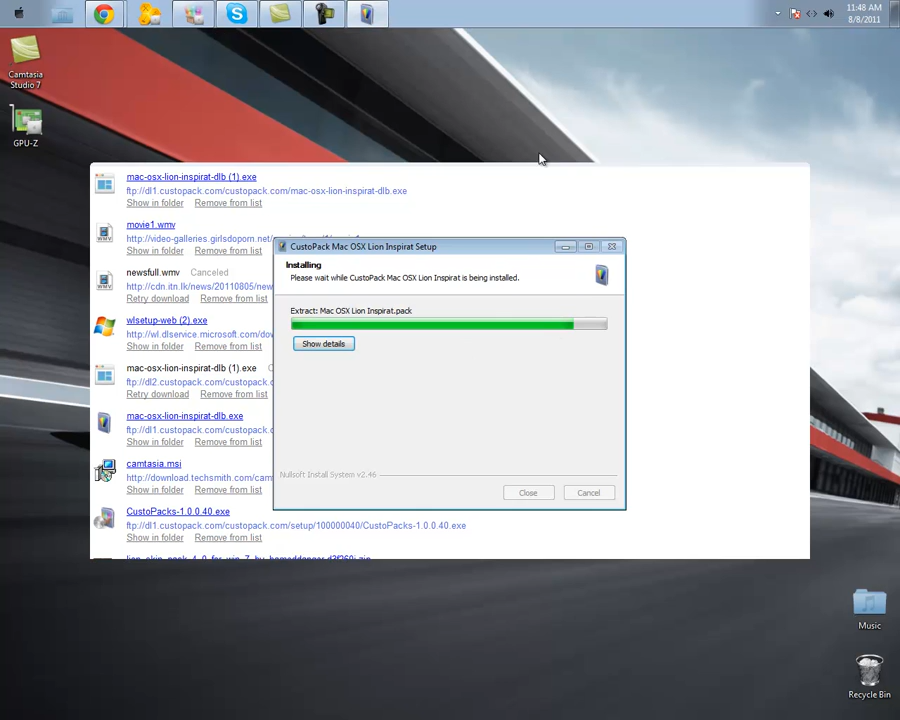 11:48 AM
8/8/2011
Camtasia
Studio 7
GPU-Z
mac-osx-lion-inspirat-dlb (1).exe
ftp://dl1.custopack.com/custopack.com/mac-osx-lion-inspirat-dlb.exe
Show in folder Remove from list
movie1.wmv
http://video-galleries.girlsdoporn.net/
Show in folder Remove from list
newsfull.wmv Canceled
http://cdn.itn.lk/news/20110805/new
Retry download Remove from list
wlsetup-web (2).exe
http://wl.dlservice.microsoft.com/dov
Show in folder Remove from list
mac-osx-lion-inspirat-dlb (1).exe C
ftp://dl2.custopack.com/custopack.c
Retry download Remove from list
mac-osx-lion-inspirat-dlb.exe
ftp://dl1.custopack.com/custopack.c
Show in folder Remove from list
camtasia.msi
http://download.techsmith.com/cam
Show in folder Remove from list
CustoPacks-1.0.0.40.exe
ftp://dl1.custopack.com/setup/100000040/CustoPacks-1.0.0.40.exe
Show in folder Remove from list
CustoPack Mac OSX Lion Inspirat Setup
Installing
Please wait while CustoPack Mac OSX Lion Inspirat is being installed.
Extract: Mac OSX Lion Inspirat.pack
Show details
Nullsoft Install System v2.46
Close Cancel
Music
Recycle Bin